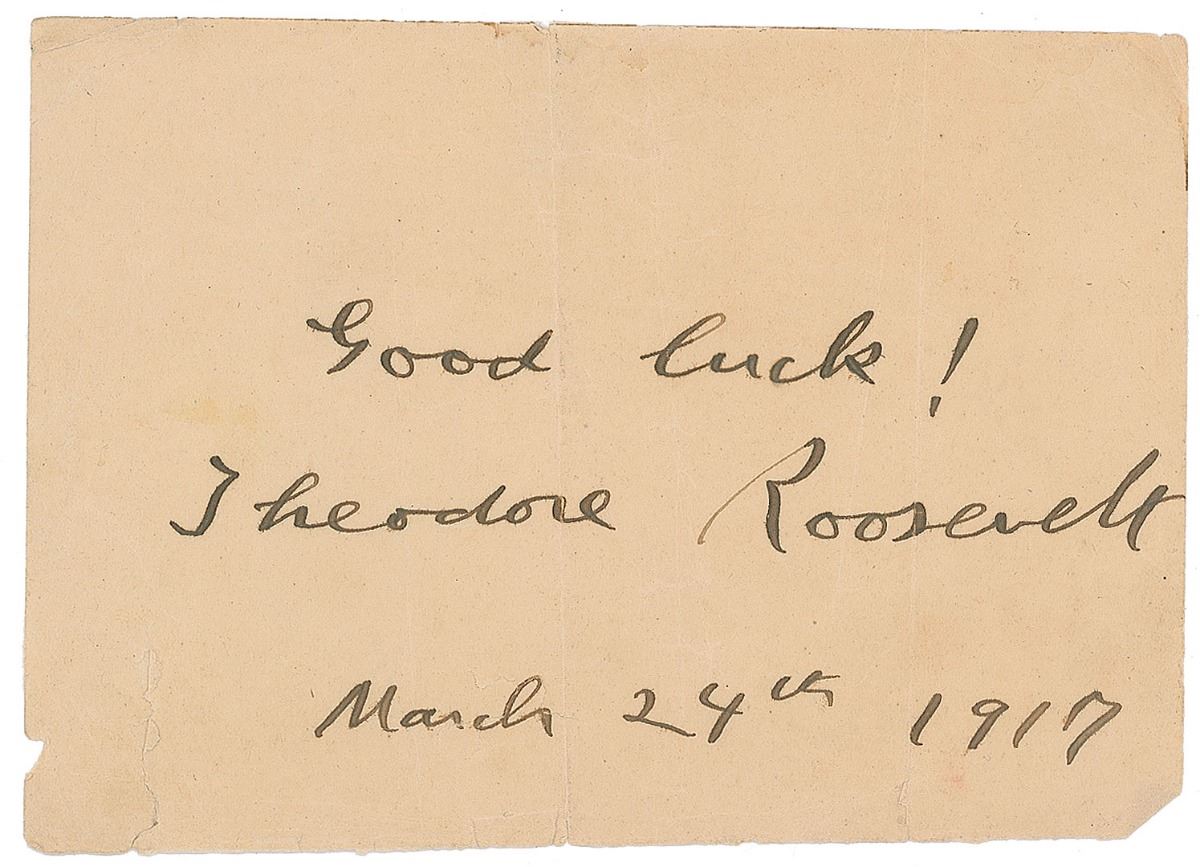 Good luck!
Theodore Roosevelt
March 24th 1917